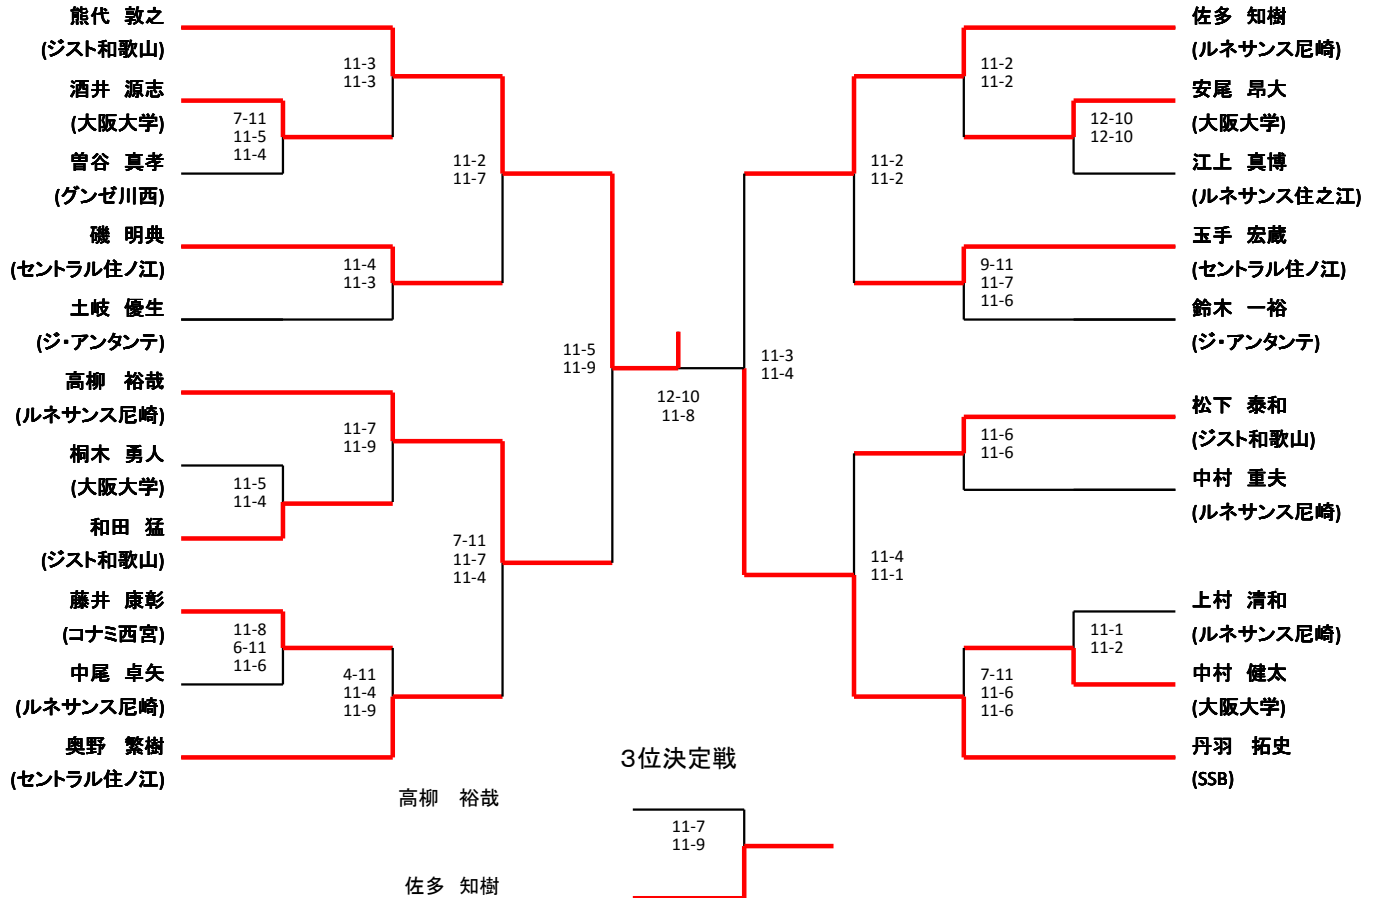 熊代　敦之
(ジスト和歌山)
酒井　源志
(大阪大学)
曽谷　真孝
(グンゼ川西)
磯　明典
(セントラル住ノ江)
土岐　優生
(ジ・アンタンテ)
高柳　裕哉
(ルネサンス尼崎)
桐木　勇人
(大阪大学)
和田　猛
(ジスト和歌山)
藤井　康彰
(コナミ西宮)
中尾　卓矢
(ルネサンス尼崎)
奥野　繁樹
(セントラル住ノ江)
7-11
11-5
11-4
11-3
11-3
11-4
11-3
11-2
11-7
11-5
11-4
11-7
11-9
11-8
6-11
11-6
4-11
11-4
11-9
7-11
11-7
11-4
11-5
11-9
12-10
11-8
11-3
11-4
11-2
11-2
11-4
11-1
11-2
11-2
12-10
12-10
9-11
11-7
11-6
11-6
11-6
11-1
11-2
7-11
11-6
11-6
佐多　知樹
(ルネサンス尼崎)
安尾　昂大
(大阪大学)
江上　真博
(ルネサンス住之江)
玉手　宏蔵
(セントラル住ノ江)
鈴木　一裕
(ジ・アンタンテ)
松下　泰和
(ジスト和歌山)
中村　重夫
(ルネサンス尼崎)
上村　清和
(ルネサンス尼崎)
中村　健太
(大阪大学)
丹羽　拓史
(SSB)
３位決定戦
高柳　裕哉
11-7
11-9
佐多　知樹